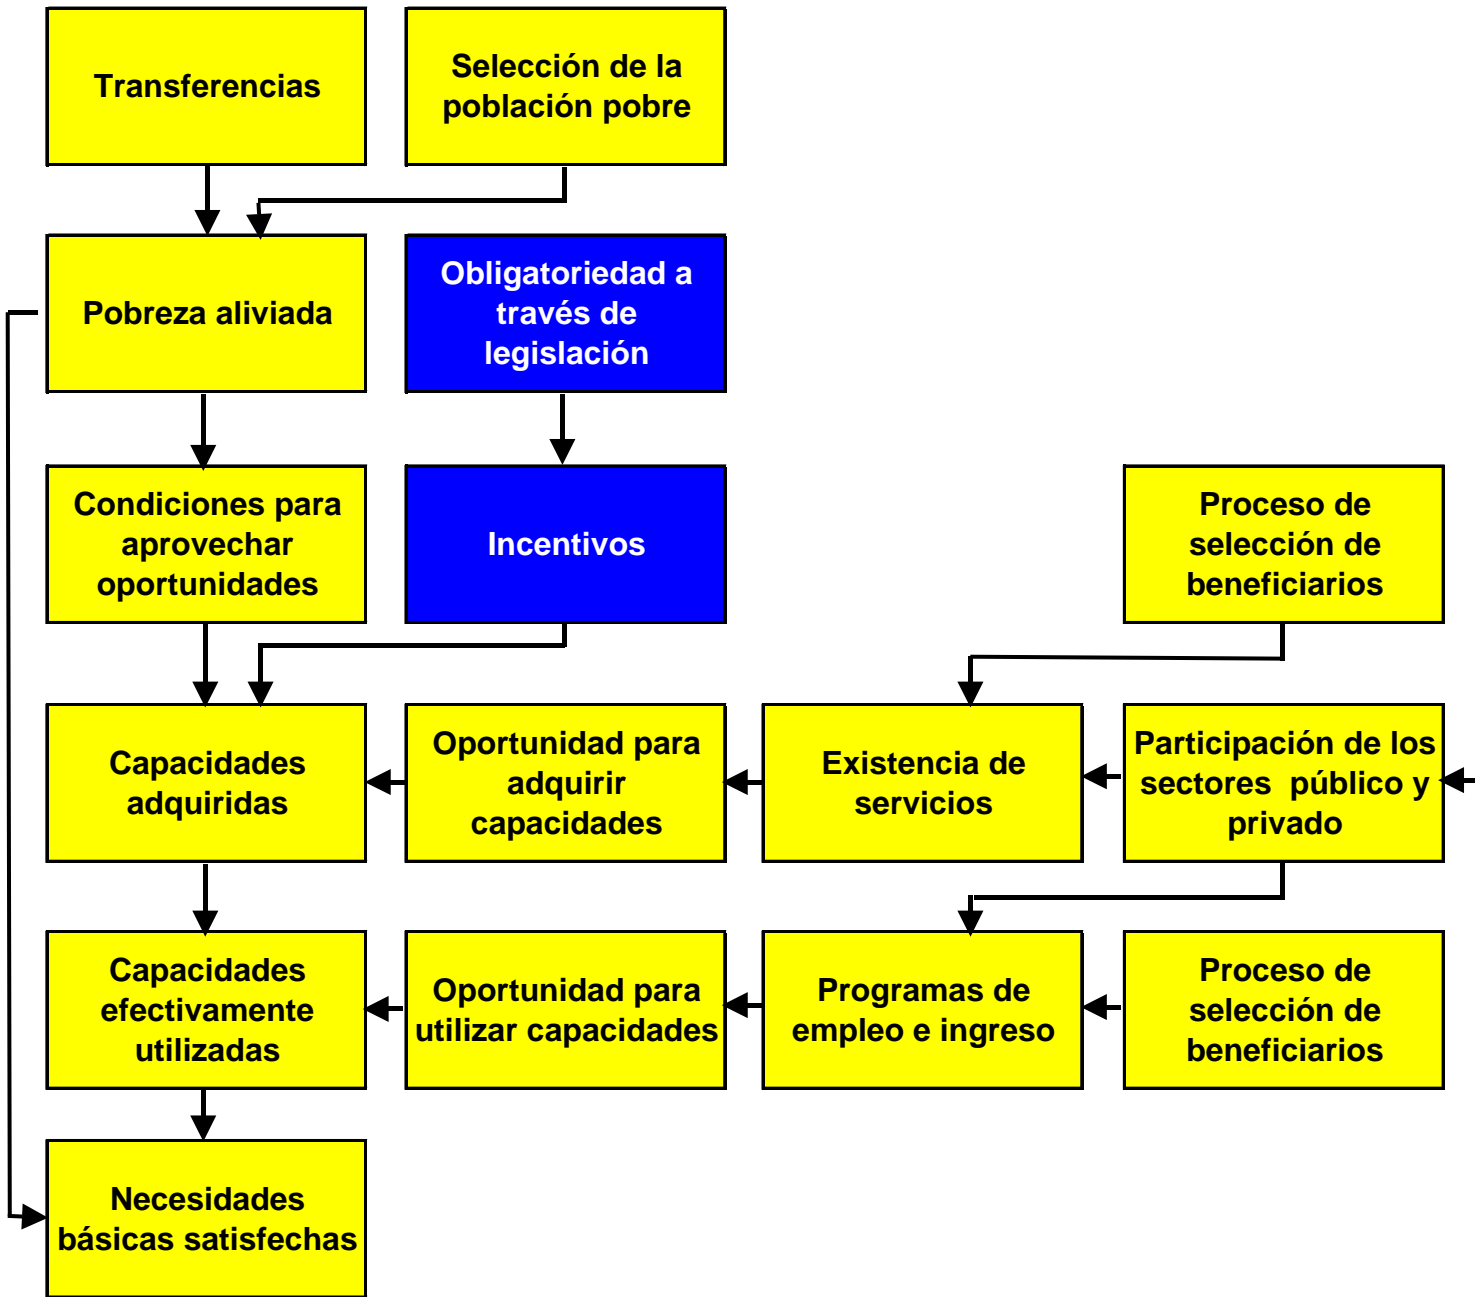 Transferencias
Selección de la
población pobre
Pobreza aliviada
Obligatoriedad a
través de
legislación
Condiciones para
aprovechar
oportunidades
Incentivos
Proceso de
selección de
beneficiarios
Capacidades
adquiridas
Oportunidad para
adquirir
capacidades
Existencia de
servicios
Participación de los
sectores  público y
privado
Capacidades
efectivamente
utilizadas
Oportunidad para
utilizar capacidades
Programas de
empleo e ingreso
Proceso de
selección de
beneficiarios
Necesidades
básicas satisfechas